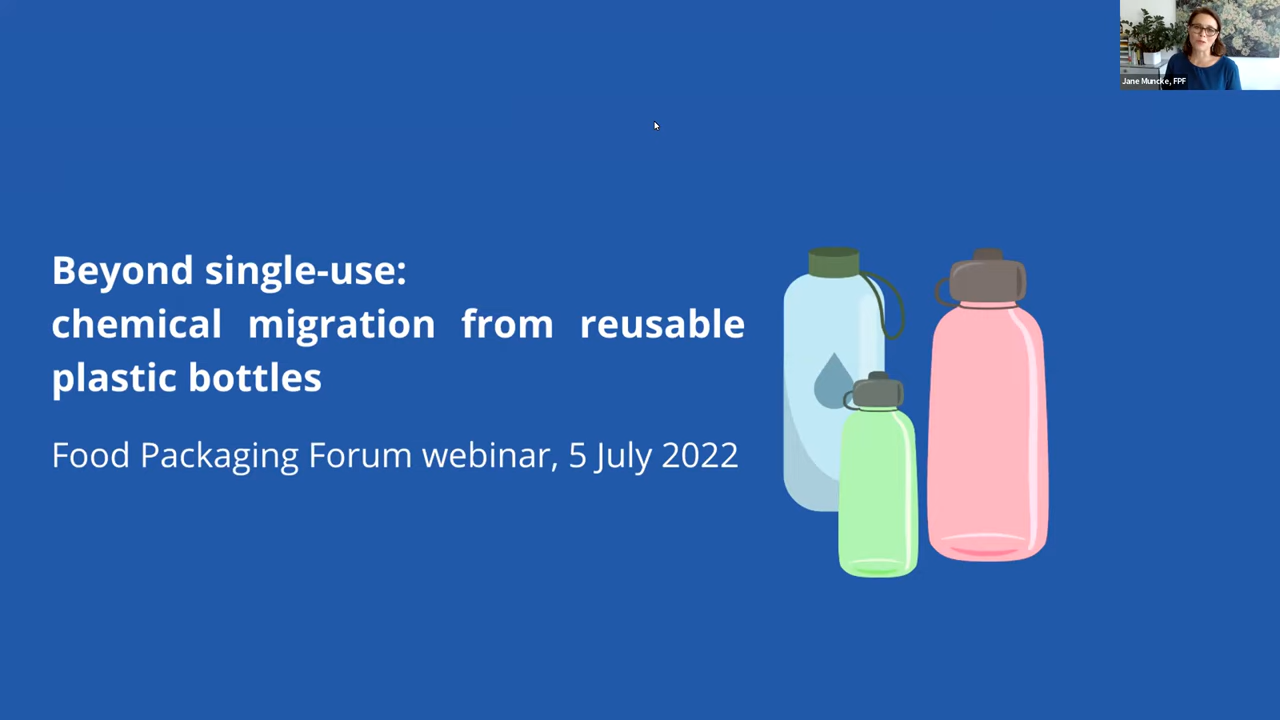 Jane Muncke, FPF
Beyond single-use:
chemical migration from reusable
plastic bottles
Food Packaging Forum webinar, 5 July 2022